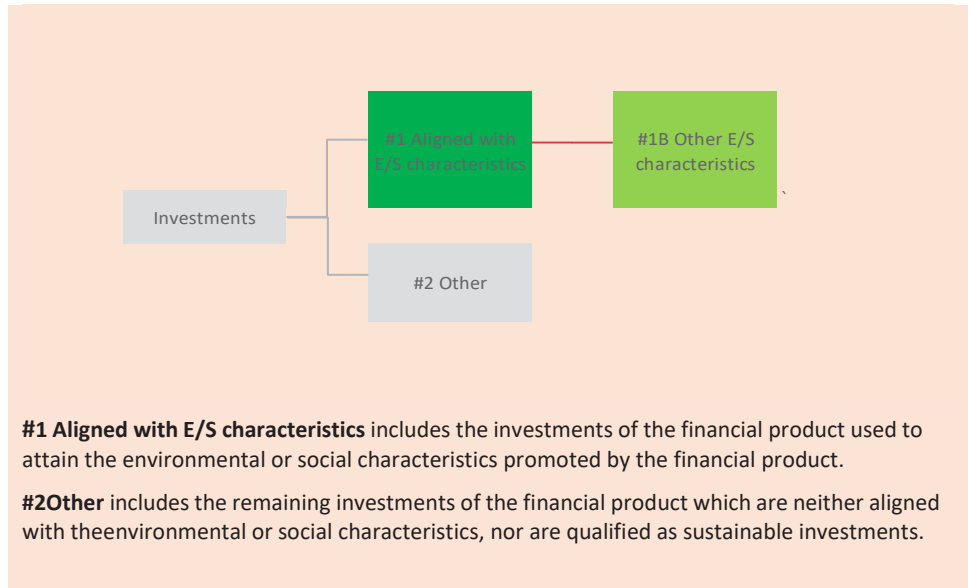 #1 Aligned with
E/S characteristics
#1B Other E/S
characteristics
`
Investments
#2 Other
#1 Aligned with E/S characteristics includes the investments of the financial product used to
attain the environmental or social characteristics promoted by the financial product.
#2Other includes the remaining investments of the financial product which are neither aligned
with theenvironmental or social characteristics, nor are qualified as sustainable investments.